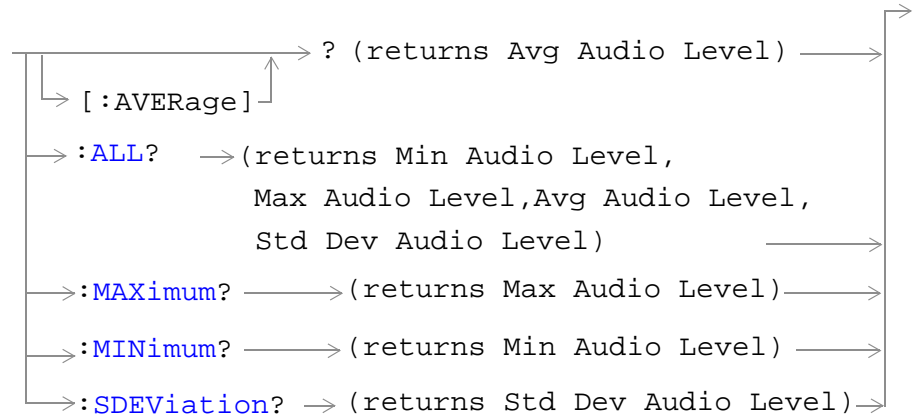 ? (returns Avg Audio Level)
[:AVERage]
:ALL? (returns Min Audio Level,
Max Audio Level,Avg Audio Level,
Std Dev Audio Level)
:MAXimum? (returns Max Audio Level)
:MINimum? (returns Min Audio Level)
:SDEViation? (returns Std Dev Audio Level)